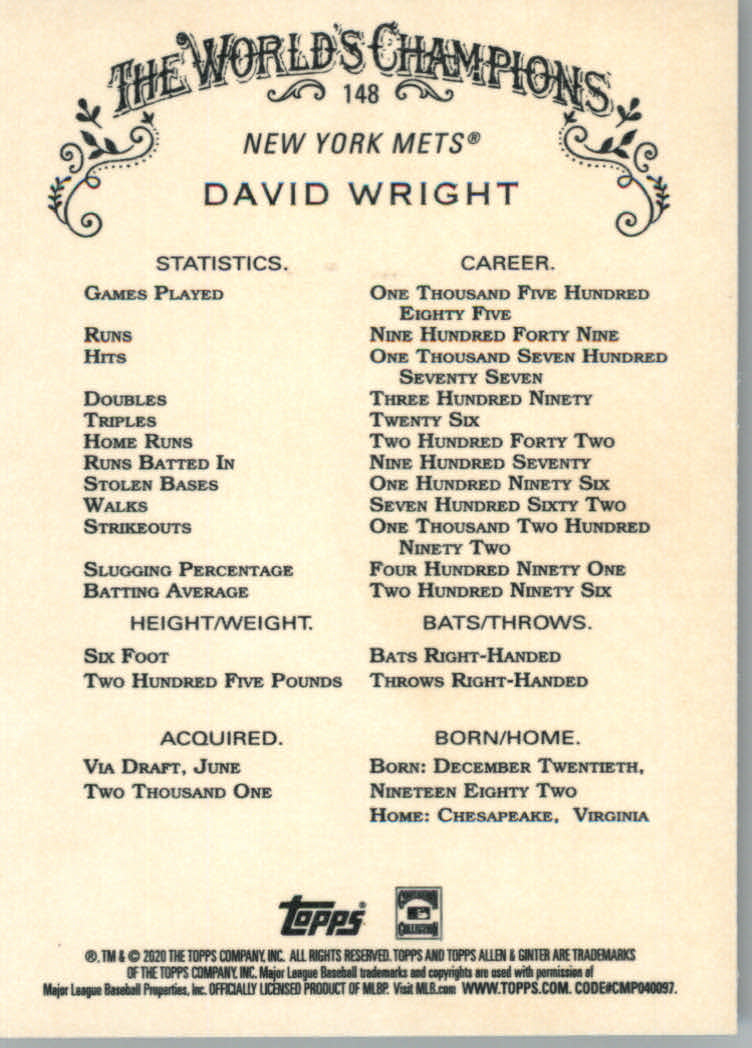 THE WORLD'S CHAMPIONS
148
NEW YORK METS®
DAVID WRIGHT
STATISTICS. CAREER.
GAMES PLAYED ONE THOUSAND FIVE HUNDRED
EIGHTY FIVE
RUNS NINE HUNDRED FORTY NINE
HITS ONE THOUSAND SEVEN HUNDRED
SEVENTY SEVEN
DOUBLES THREE HUNDRED NINETY
TRIPLES TWENTY SIX
HOME RUNS TWO HUNDRED FORTY TWO
RUNS BATTED IN NINE HUNDRED SEVENTY
STOLEN BASES ONE HUNDRED NINETY SIX
WALKS SEVEN HUNDRED SIXTY TWO
STRIKEOUTS ONE THOUSAND TWO HUNDRED
NINETY TWO
SLUGGING PERCENTAGE FOUR HUNDRED NINETY ONE
BATTING AVERAGE TWO HUNDRED NINETY SIX
HEIGHT/WEIGHT. BATS/THROWS.
SIX FOOT BATS RIGHT-HANDED
TWO HUNDRED FIVE POUNDS THROWS RIGHT-HANDED
ACQUIRED. BORN/HOME.
VIA DRAFT, JUNE BORN: DECEMBER TWENTIETH,
TWO THOUSAND ONE NINETEEN EIGHTY TWO
HOME: CHESAPEAKE, VIRGINIA
Topps®
COOPERSTOWN
COLLECTION
®, TM & © 2020 THE TOPPS COMPANY, INC. ALL RIGHTS RESERVED. TOPPS AND TOPPS ALLEN & GINTER ARE TRADEMARKS
OF THE TOPPS COMPANY, INC. Major League Baseball trademarks and copyrights are used with permission of
Major League Baseball Properties, Inc. OFFICIALLY LICENSED PRODUCT OF MLBP. Visit MLB.com WWW.TOPPS.COM. CODE#CMP040097.